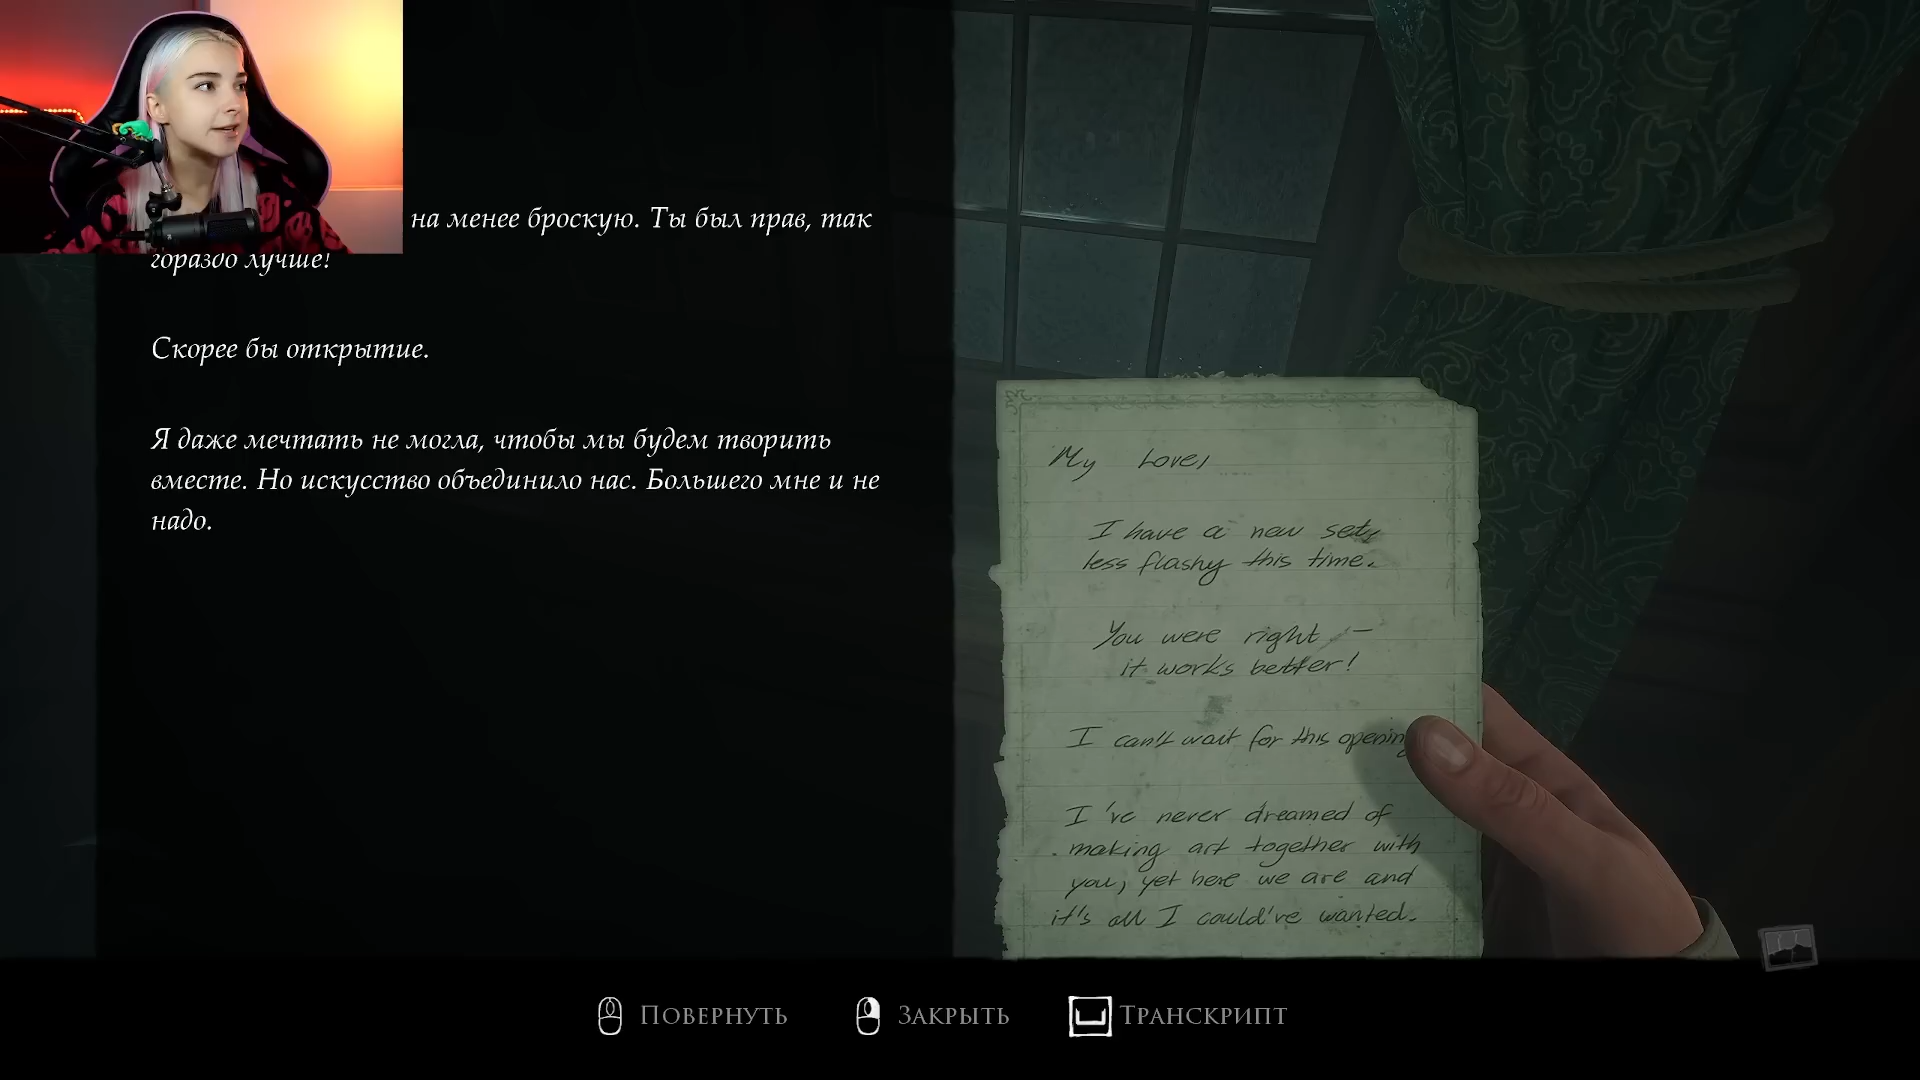 на менее броскую. Ты был прав, так
гораздо лучше!
Скорее бы открытие.
Я даже мечтать не могла, чтобы мы будем творить
вместе. Но искусство объединило нас. Большего мне и не
надо.
My Love,
I have a new set,
less flashy this time.
You were right –
it works better!
I can't wait for this opening
I've never dreamed of
making art together with
you, yet here we are and
it's all I could've wanted.
Повернуть
Закрыть
Транскрипт